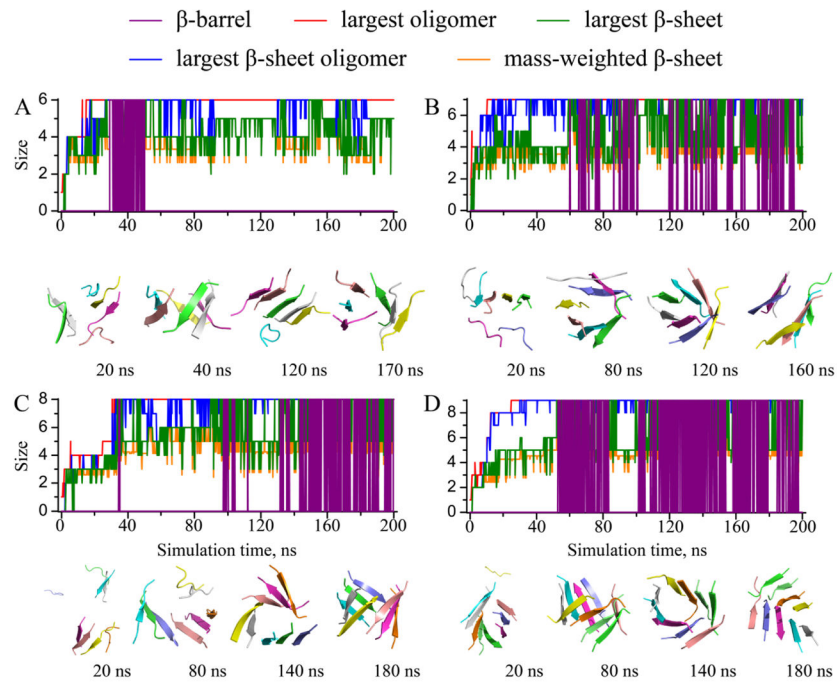 β-barrel largest oligomer largest β-sheet
largest β-sheet oligomer mass-weighted β-sheet
A
6
4
2
0
Size
0 40 80 120 160 200
B
6
4
2
0
0 40 80 120 160 200
20 ns 40 ns 120 ns 170 ns
20 ns 80 ns 120 ns 160 ns
C
8
6
4
2
0
Size
0 40 80 120 160 200
Simulation time, ns
D
8
6
4
2
0
0 40 80 120 160 200
Simulation time, ns
20 ns 80 ns 140 ns 180 ns
20 ns 80 ns 140 ns 180 ns